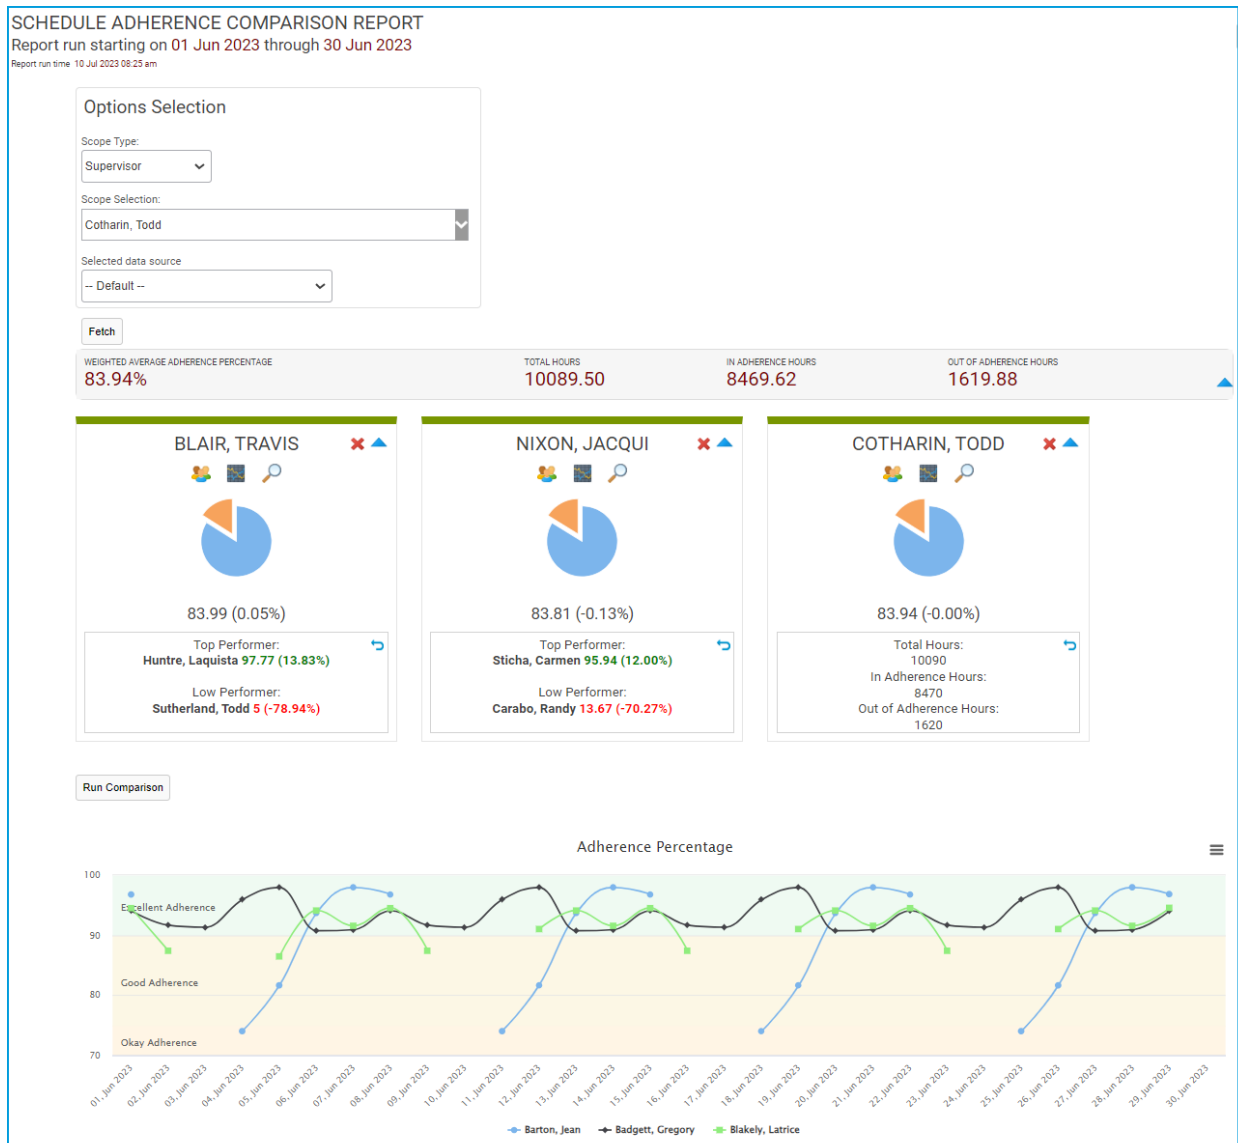 SCHEDULE ADHERENCE COMPARISON REPORT
Report run starting on 01 Jun 2023 through 30 Jun 2023
Report run time 10 Jul 2023 08:25 am
Options Selection
Scope Type:
Supervisor
Scope Selection:
Cotharin, Todd
Selected data source
-- Default --
Fetch
WEIGHTED AVERAGE ADHERENCE PERCENTAGE TOTAL HOURS IN ADHERENCE HOURS OUT OF ADHERENCE HOURS
83.94% 10089.50 8469.62 1619.88
BLAIR, TRAVIS
83.99 (0.05%)
Top Performer:
Huntre, Laquista 97.77 (13.83%)
Low Performer:
Sutherland, Todd 5 (-78.94%)
NIXON, JACQUI
83.81 (-0.13%)
Top Performer:
Sticha, Carmen 95.94 (12.00%)
Low Performer:
Carabo, Randy 13.67 (-70.27%)
COTHARIN, TODD
83.94 (-0.00%)
Total Hours:
10090
In Adherence Hours:
8470
Out of Adherence Hours:
1620
Run Comparison
Adherence Percentage
100
Excellent Adherence
90
Good Adherence
80
Okay Adherence
70
01, Jun 2023
02, Jun 2023
03, Jun 2023
04, Jun 2023
05, Jun 2023
06, Jun 2023
07, Jun 2023
08, Jun 2023
09, Jun 2023
10, Jun 2023
11, Jun 2023
12, Jun 2023
13, Jun 2023
14, Jun 2023
15, Jun 2023
16, Jun 2023
17, Jun 2023
18, Jun 2023
19, Jun 2023
20, Jun 2023
21, Jun 2023
22, Jun 2023
23, Jun 2023
24, Jun 2023
25, Jun 2023
26, Jun 2023
27, Jun 2023
28, Jun 2023
29, Jun 2023
30, Jun 2023
Barton, Jean Badgett, Gregory Blakely, Latrice